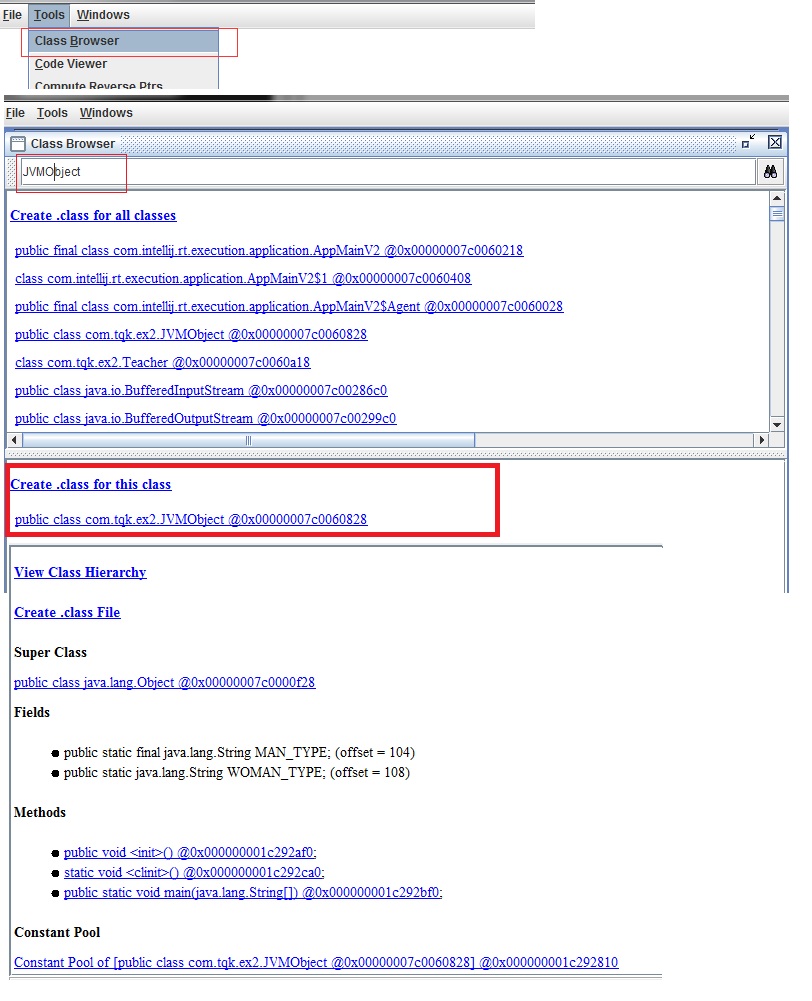 File Tools Windows
Class Browser
Code Viewer
Compute Reverse Ptrs
File Tools Windows
Class Browser
JVMObject
Create .class for all classes
public final class com.intellij.rt.execution.application.AppMainV2 @0x00000007c0060218
class com.intellij.rt.execution.application.AppMainV2$1 @0x00000007c0060408
public final class com.intellij.rt.execution.application.AppMainV2$Agent @0x00000007c0060028
public class com.tqk.ex2.JVMObject @0x00000007c0060828
class com.tqk.ex2.Teacher @0x00000007c0060a18
public class java.io.BufferedInputStream @0x00000007c00286c0
public class java.io.BufferedOutputStream @0x00000007c00299c0
Create .class for this class
public class com.tqk.ex2.JVMObject @0x00000007c0060828
View Class Hierarchy
Create .class File
Super Class
public class java.lang.Object @0x00000007c0000f28
Fields
public static final java.lang.String MAN_TYPE; (offset = 104)
public static java.lang.String WOMAN_TYPE; (offset = 108)
Methods
public void <init>() @0x000000001c292af0;
static void <clinit>() @0x000000001c292ca0;
public static void main(java.lang.String[]) @0x000000001c292bf0;
Constant Pool
Constant Pool of [public class com.tqk.ex2.JVMObject @0x00000007c0060828] @0x000000001c292810